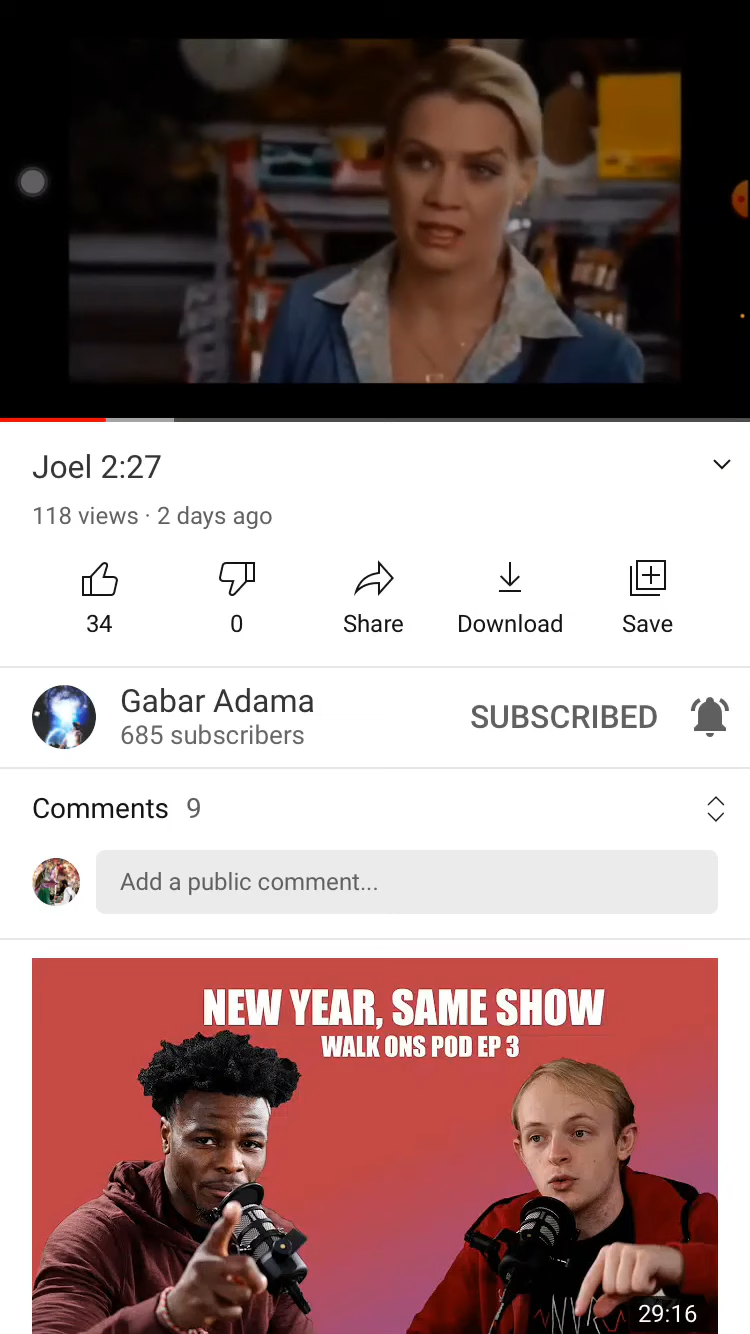 Joel 2:27
118 views · 2 days ago
34
0
Share
Download
Save
Gabar Adama
685 subscribers
SUBSCRIBED
Comments 9
Add a public comment...
NEW YEAR, SAME SHOW
WALK ONS POD EP 3
29:16